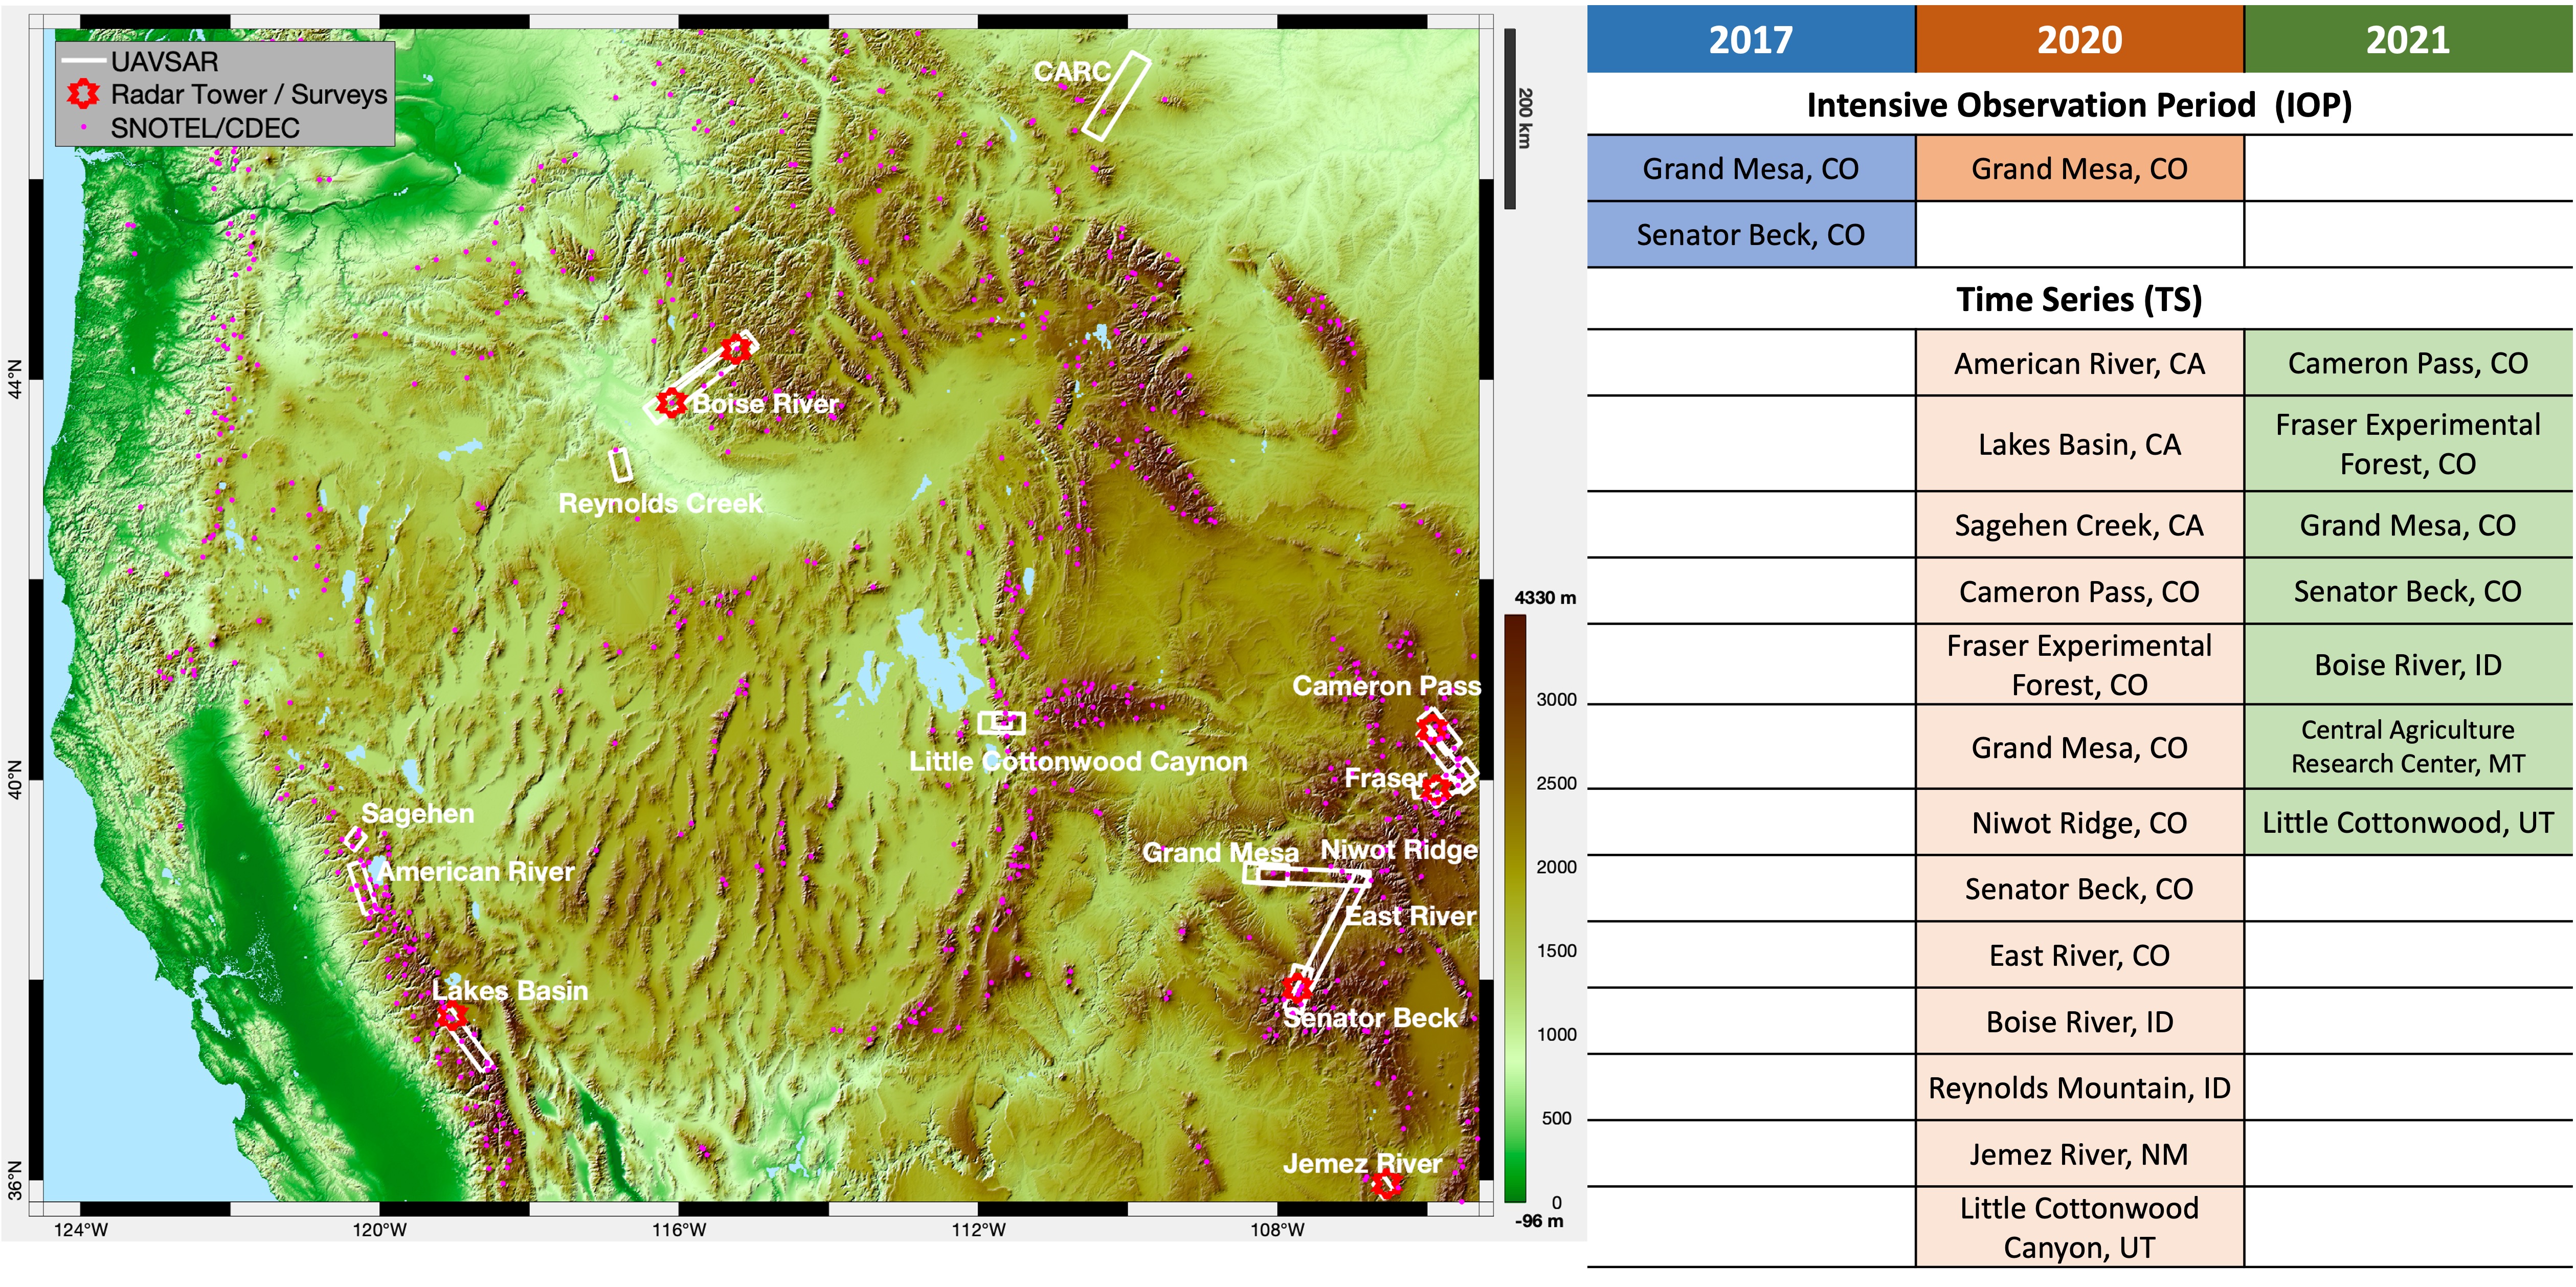 UAVSAR
Radar Tower / Surveys
SNOTEL/CDEC
CARC
200 km
44°N
40°N
36°N
Boise River
Reynolds Creek
Cameron Pass
Little Cottonwood Caynon
Fraser
Sagehen
Grand Mesa
Niwot Ridge
American River
East River
Lakes Basin
Senator Beck
Jemez River
124°W
120°W
116°W
112°W
108°W
4330 m
3000
2500
2000
1500
1000
500
0
-96 m
2017
2020
2021
Intensive Observation Period (IOP)
Grand Mesa, CO
Grand Mesa, CO
Senator Beck, CO
Time Series (TS)
American River, CA
Cameron Pass, CO
Lakes Basin, CA
Fraser Experimental
Forest, CO
Sagehen Creek, CA
Grand Mesa, CO
Cameron Pass, CO
Senator Beck, CO
Fraser Experimental
Forest, CO
Boise River, ID
Grand Mesa, CO
Central Agriculture
Research Center, MT
Niwot Ridge, CO
Little Cottonwood, UT
Senator Beck, CO
East River, CO
Boise River, ID
Reynolds Mountain, ID
Jemez River, NM
Little Cottonwood
Canyon, UT